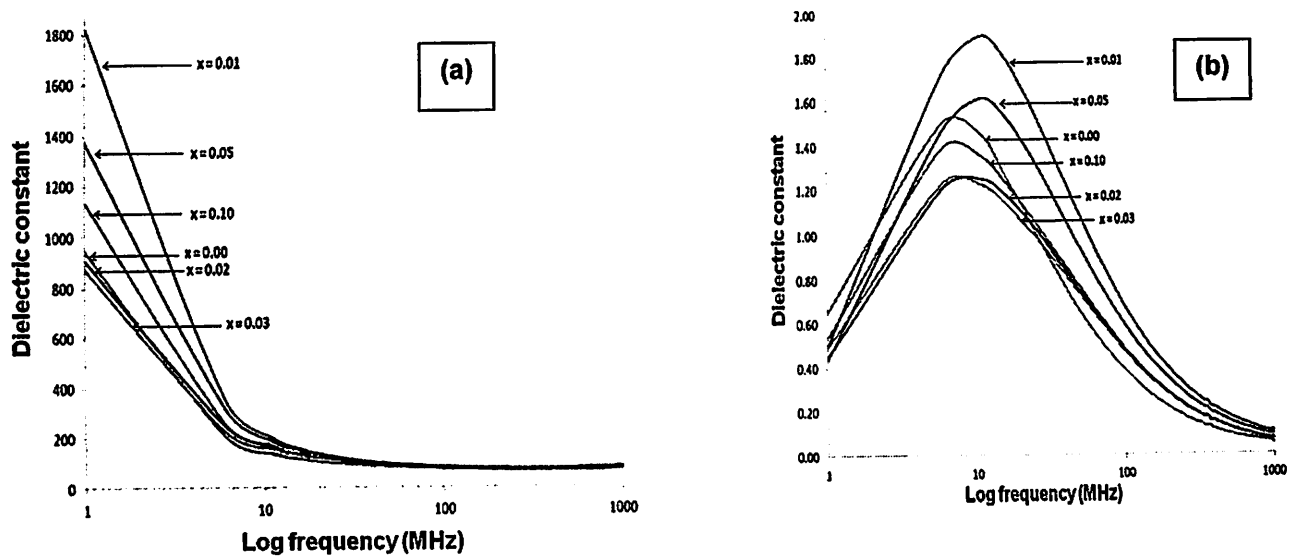 (a)
Dielectric constant
1800
1600
1400
1200
1000
800
600
400
200
0
x = 0.01
x = 0.05
x = 0.10
x = 0.00
x = 0.02
x = 0.03
1 10 100 1000
Log frequency (MHz)
(b)
Dielectric constant
2.00
1.80
1.60
1.40
1.20
1.00
0.80
0.60
0.40
0.20
0.00
x = 0.01
x = 0.05
x = 0.00
x = 0.10
x = 0.02
x = 0.03
1 10 100 1000
Log frequency (MHz)